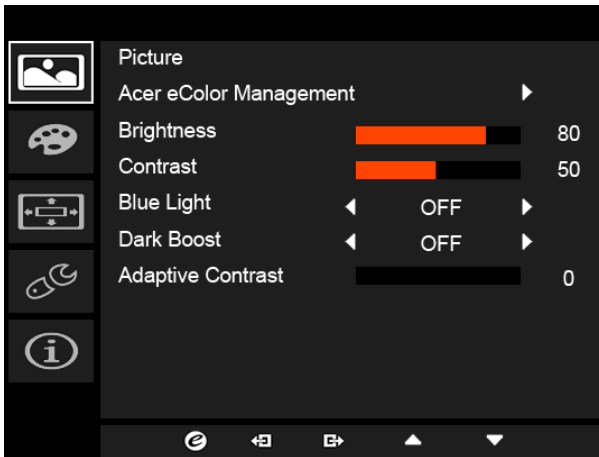 Picture
Acer eColor Management
Brightness 80
Contrast 50
Blue Light OFF
Dark Boost OFF
Adaptive Contrast 0